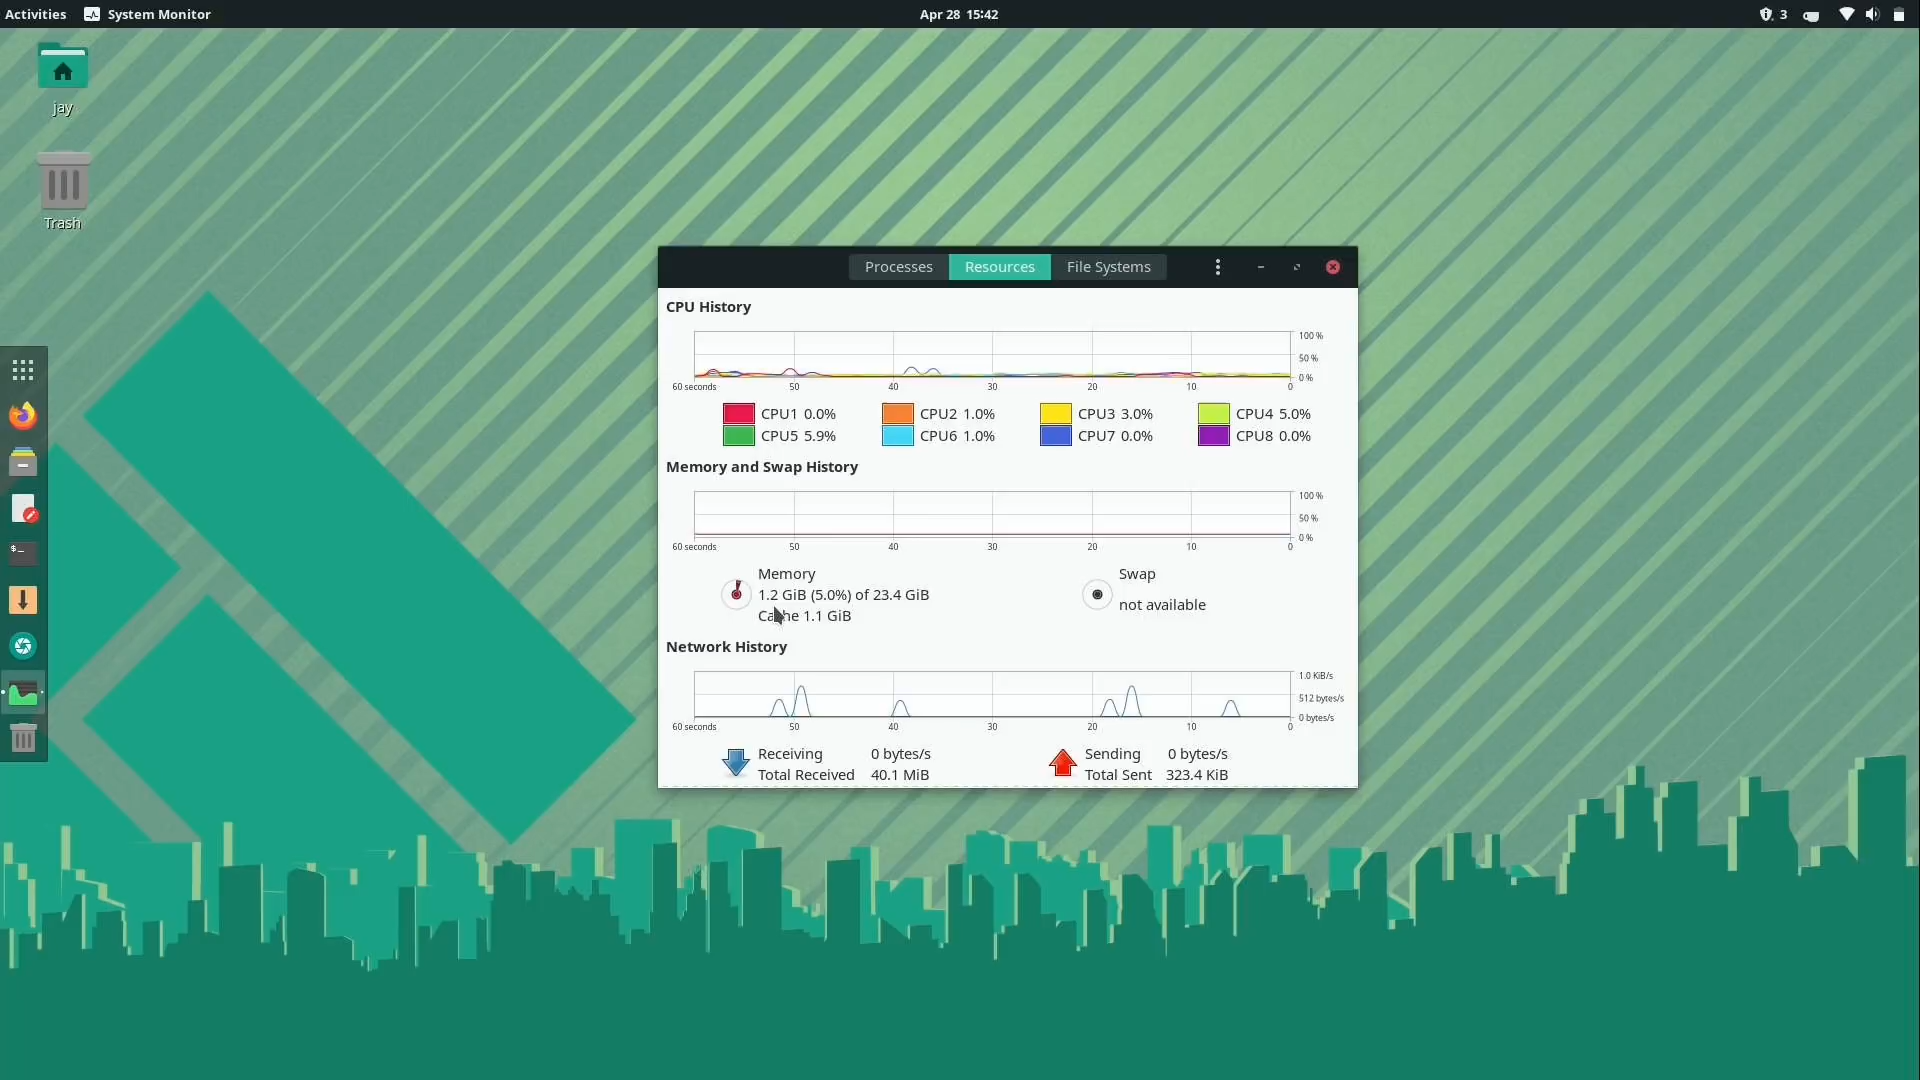 Activities System Monitor Apr 28 15:42 3
jay
Trash
Processes Resources File Systems
CPU History
100 %
50 %
0 %
60 seconds 50 40 30 20 10 0
CPU1 0.0% CPU2 1.0% CPU3 3.0% CPU4 5.0%
CPU5 5.9% CPU6 1.0% CPU7 0.0% CPU8 0.0%
Memory and Swap History
100 %
50 %
0 %
60 seconds 50 40 30 20 10 0
Memory
1.2 GiB (5.0%) of 23.4 GiB
Cache 1.1 GiB
Swap
not available
Network History
1.0 KiB/s
512 bytes/s
0 bytes/s
60 seconds 50 40 30 20 10 0
Receiving 0 bytes/s
Total Received 40.1 MiB
Sending 0 bytes/s
Total Sent 323.4 KiB